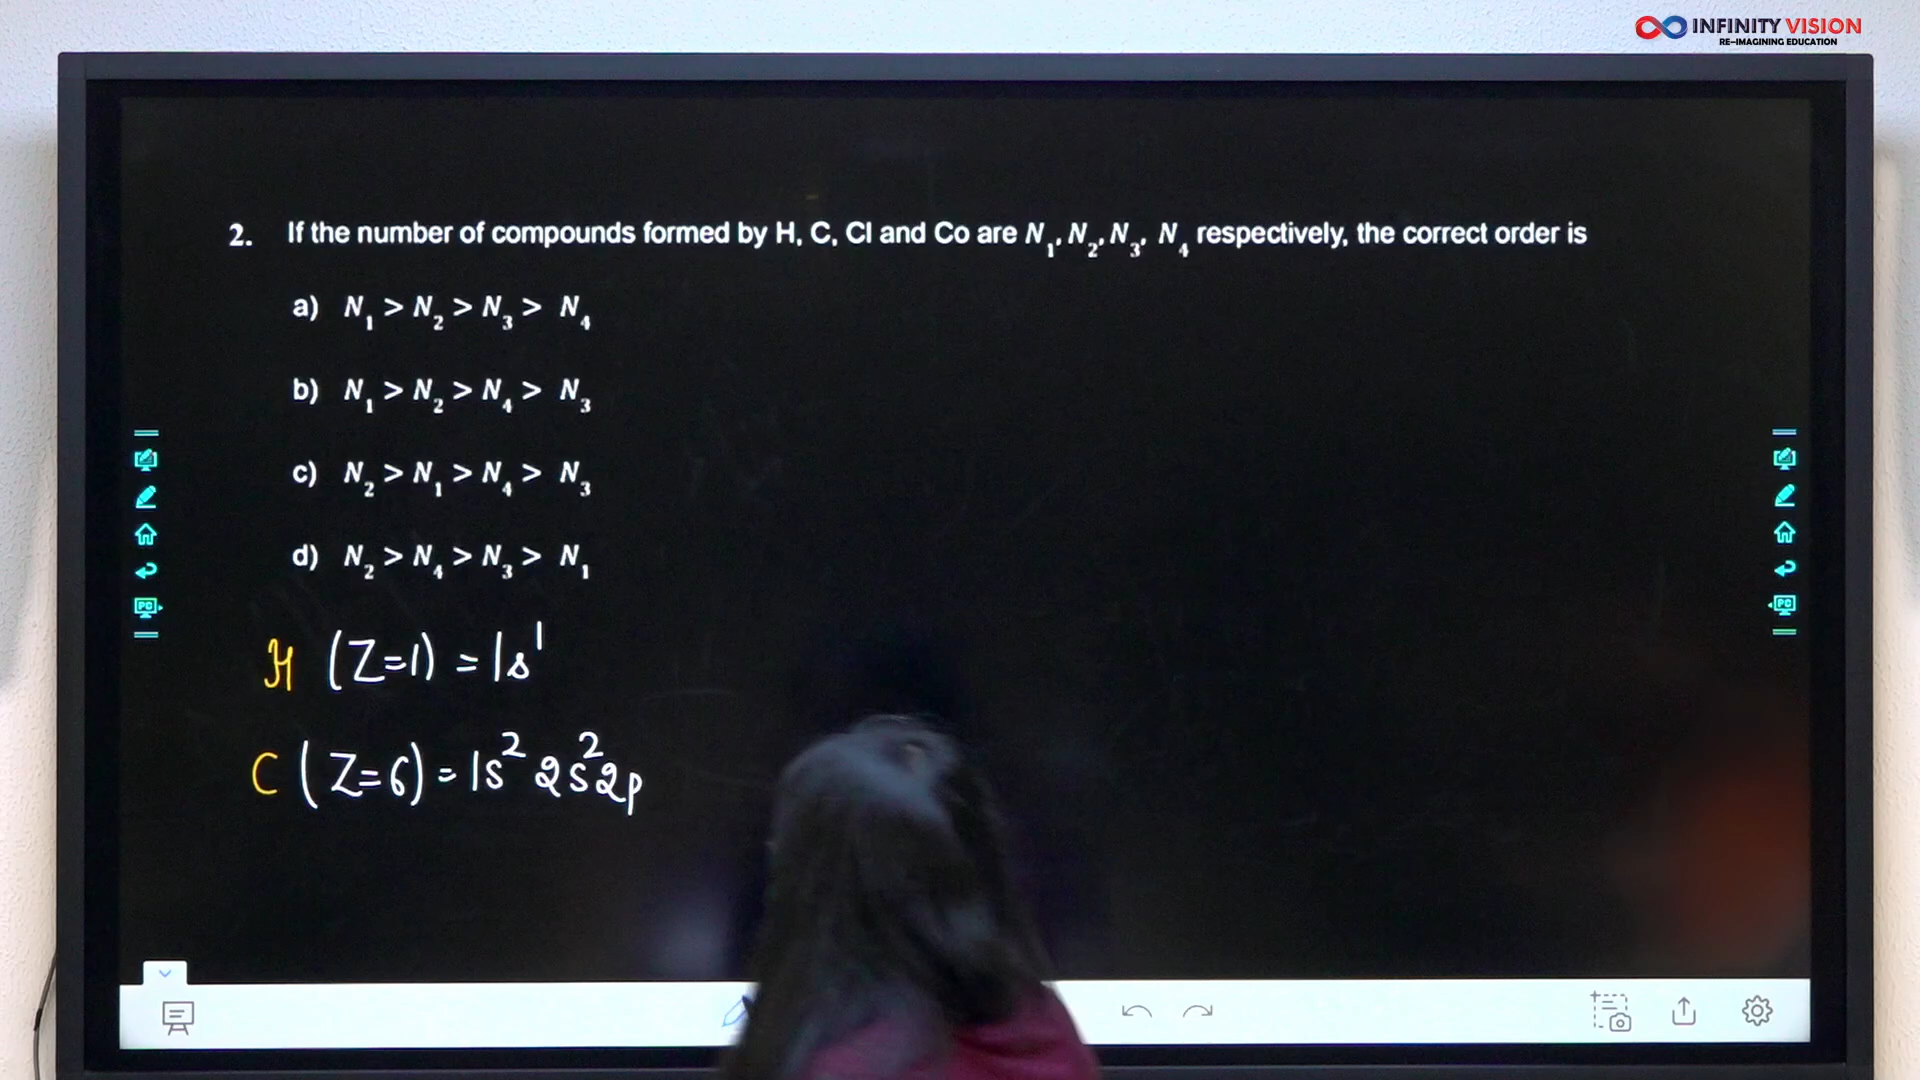 INFINITY VISION
RE-IMAGINING EDUCATION
2. If the number of compounds formed by H, C, Cl and Co are N₁, N₂, N₃, N₄ respectively, the correct order is
a) N₁ > N₂ > N₃ > N₄
b) N₁ > N₂ > N₄ > N₃
c) N₂ > N₁ > N₄ > N₃
d) N₂ > N₄ > N₃ > N₁
H (Z=1) = 1s¹
C (Z=6) = 1s² 2s² 2p
PC
PC